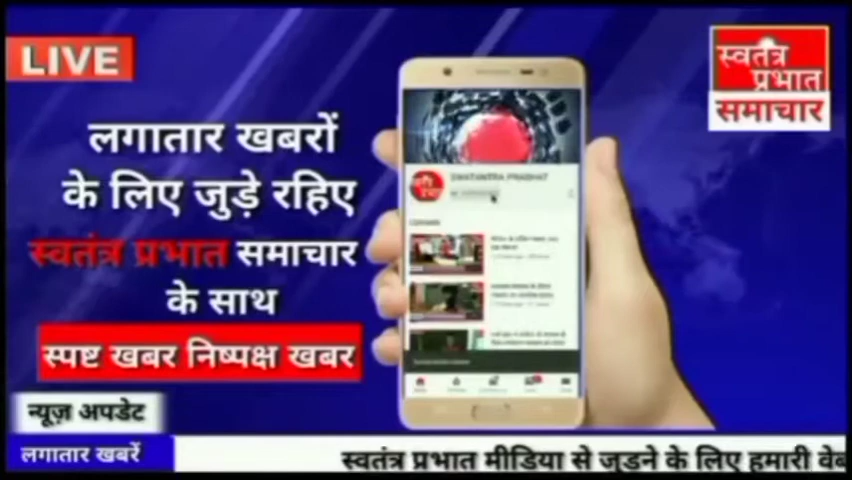 LIVE
स्वतंत्र
प्रभात
समाचार
लगातार खबरों
के लिए जुड़े रहिए
स्वतंत्र प्रभात समाचार
के साथ
स्पष्ट खबर निष्पक्ष खबर
SWATANTRA PRABHAT
न्यूज़ अपडेट
लगातार खबरें
स्वतंत्र प्रभात मीडिया से जुडने के लिए हमारी वेब